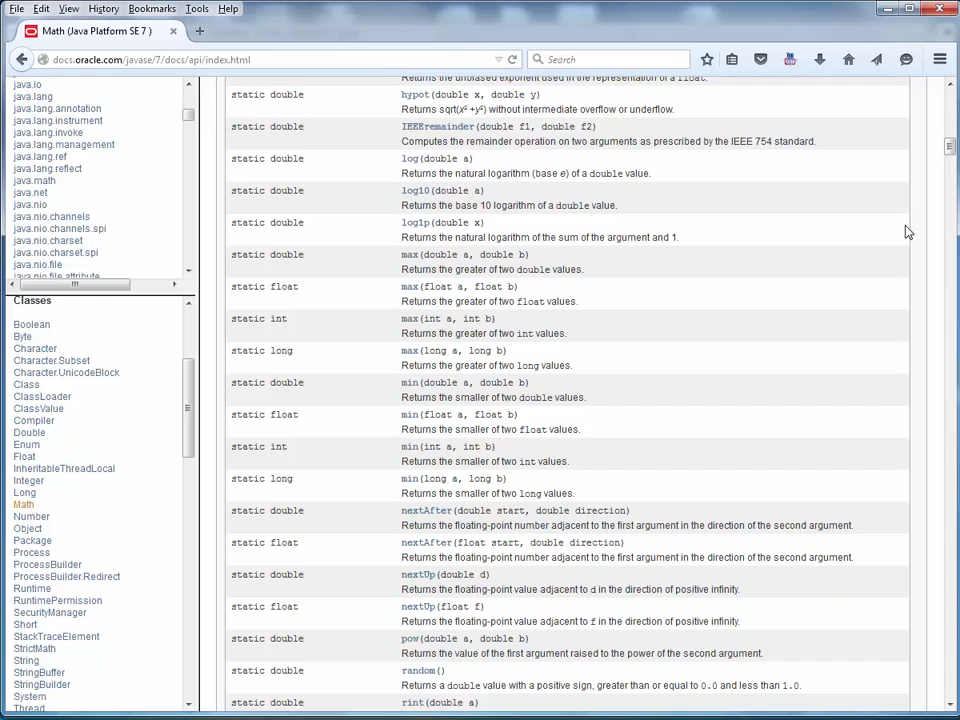 File Edit View History Bookmarks Tools Help
Math (Java Platform SE 7 )
docs.oracle.com/javase/7/docs/api/index.html
Search
java.io
java.lang
java.lang.annotation
java.lang.instrument
java.lang.invoke
java.lang.management
java.lang.ref
java.lang.reflect
java.math
java.net
java.nio
java.nio.channels
java.nio.channels.spi
java.nio.charset
java.nio.charset.spi
java.nio.file
java.nio.file.attribute
Classes
Boolean
Byte
Character
Character.Subset
Character.UnicodeBlock
Class
ClassLoader
ClassValue
Compiler
Double
Enum
Float
InheritableThreadLocal
Integer
Long
Math
Number
Object
Package
Process
ProcessBuilder
ProcessBuilder.Redirect
Runtime
RuntimePermission
SecurityManager
Short
StackTraceElement
StrictMath
String
StringBuffer
StringBuilder
System
Thread
Returns the unbiased exponent used in the representation of a float.
static double hypot(double x, double y)
Returns sqrt(x² +y²) without intermediate overflow or underflow.
static double IEEEremainder(double f1, double f2)
Computes the remainder operation on two arguments as prescribed by the IEEE 754 standard.
static double log(double a)
Returns the natural logarithm (base e) of a double value.
static double log10(double a)
Returns the base 10 logarithm of a double value.
static double log1p(double x)
Returns the natural logarithm of the sum of the argument and 1.
static double max(double a, double b)
Returns the greater of two double values.
static float max(float a, float b)
Returns the greater of two float values.
static int max(int a, int b)
Returns the greater of two int values.
static long max(long a, long b)
Returns the greater of two long values.
static double min(double a, double b)
Returns the smaller of two double values.
static float min(float a, float b)
Returns the smaller of two float values.
static int min(int a, int b)
Returns the smaller of two int values.
static long min(long a, long b)
Returns the smaller of two long values.
static double nextAfter(double start, double direction)
Returns the floating-point number adjacent to the first argument in the direction of the second argument.
static float nextAfter(float start, double direction)
Returns the floating-point number adjacent to the first argument in the direction of the second argument.
static double nextUp(double d)
Returns the floating-point value adjacent to d in the direction of positive infinity.
static float nextUp(float f)
Returns the floating-point value adjacent to f in the direction of positive infinity.
static double pow(double a, double b)
Returns the value of the first argument raised to the power of the second argument.
static double random()
Returns a double value with a positive sign, greater than or equal to 0.0 and less than 1.0.
static double rint(double a)